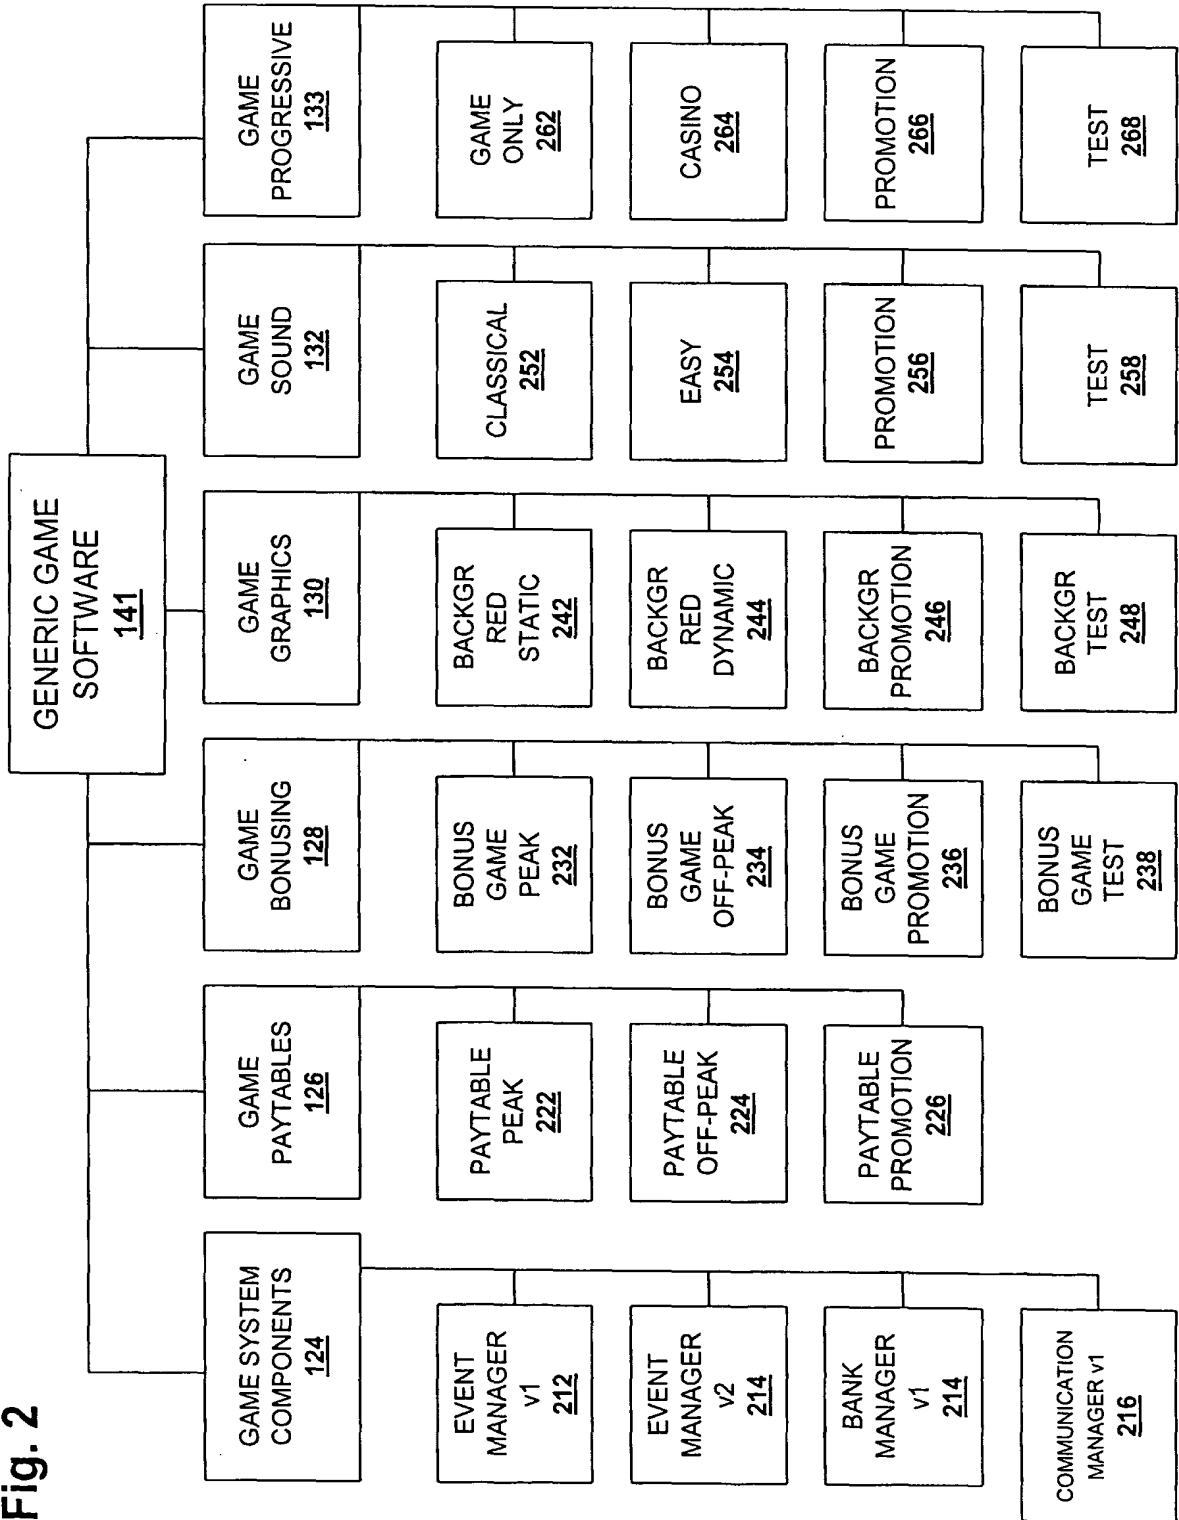 Fig. 2
GENERIC GAME
SOFTWARE
141
GAME SYSTEM
COMPONENTS
124
GAME
PAYTABLES
126
GAME
BONUSING
128
GAME
GRAPHICS
130
GAME
SOUND
132
GAME
PROGRESSIVE
133
EVENT
MANAGER
v1
212
PAYTABLE
PEAK
222
BONUS
GAME
PEAK
232
BACKGR
RED
STATIC
242
CLASSICAL
252
GAME
ONLY
262
EVENT
MANAGER
v2
214
PAYTABLE
OFF-PEAK
224
BONUS
GAME
OFF-PEAK
234
BACKGR
RED
DYNAMIC
244
EASY
254
CASINO
264
BANK
MANAGER
v1
214
PAYTABLE
PROMOTION
226
BONUS
GAME
PROMOTION
236
BACKGR
PROMOTION
246
PROMOTION
256
PROMOTION
266
COMMUNICATION
MANAGER v1
216
BONUS
GAME
TEST
238
BACKGR
TEST
248
TEST
258
TEST
268